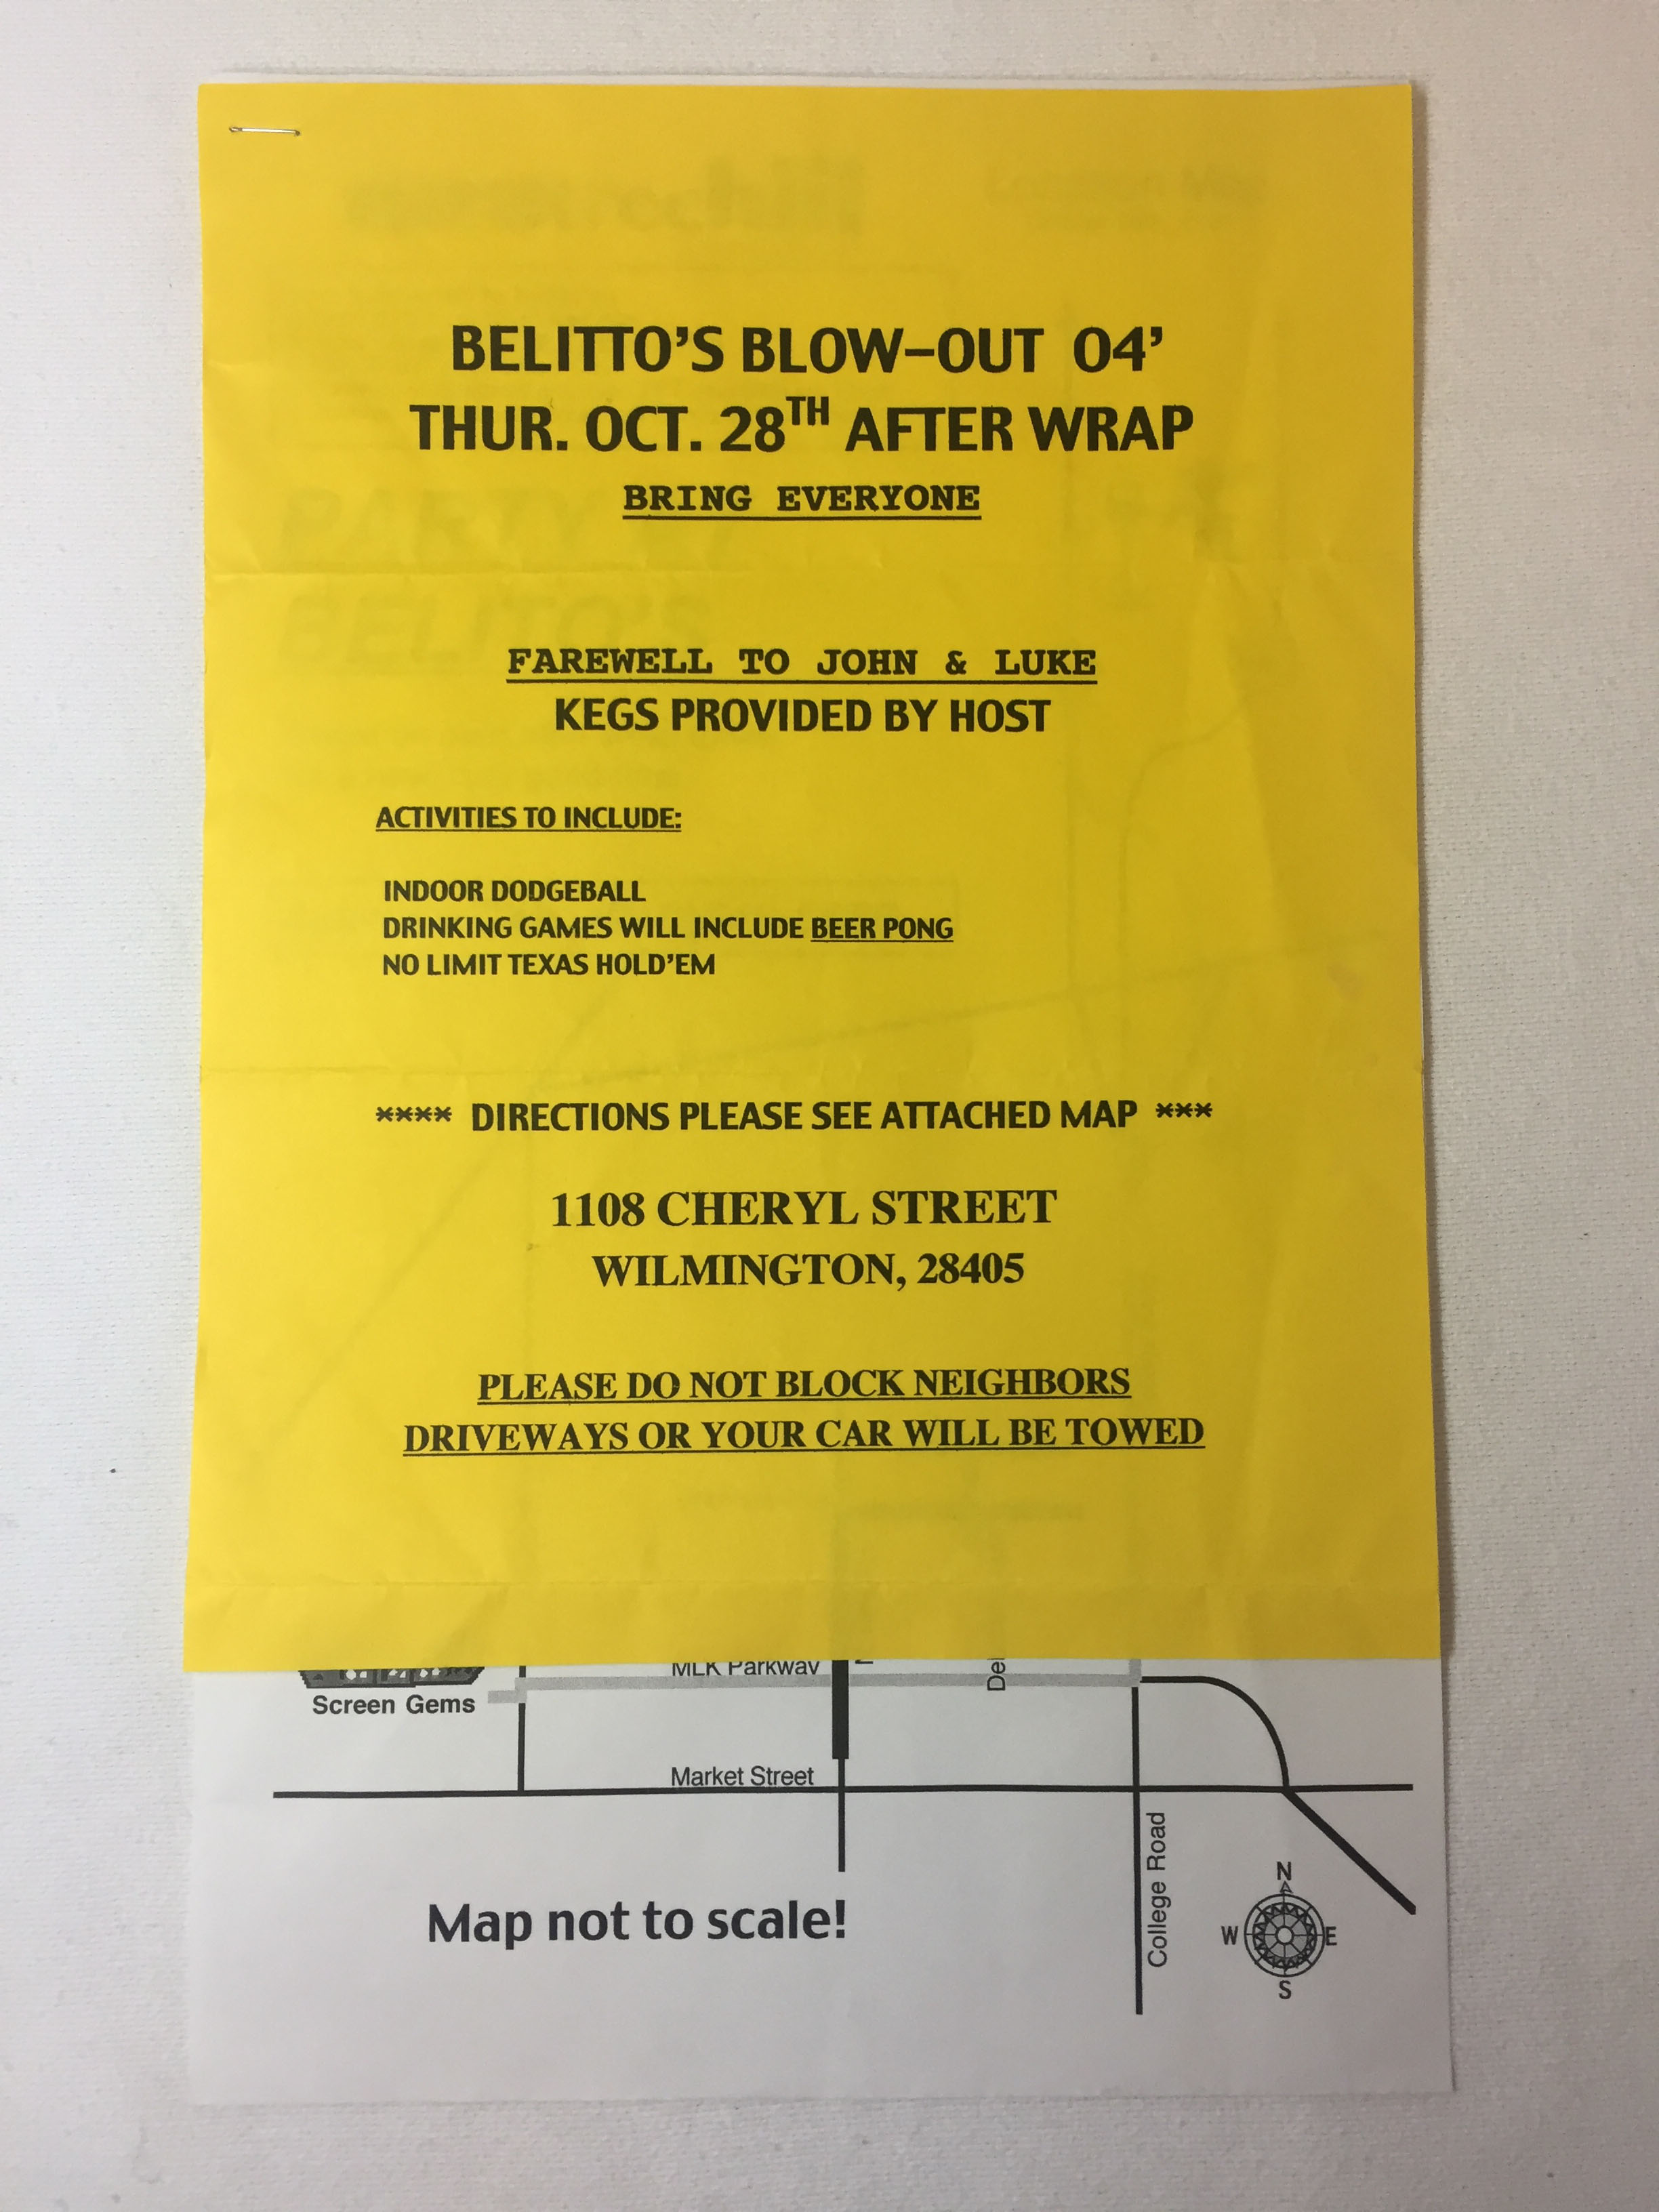 BELITTO'S BLOW-OUT 04'
THUR. OCT. 28TH AFTER WRAP
BRING EVERYONE
FAREWELL TO JOHN & LUKE
KEGS PROVIDED BY HOST
ACTIVITIES TO INCLUDE:
INDOOR DODGEBALL
DRINKING GAMES WILL INCLUDE BEER PONG
NO LIMIT TEXAS HOLD'EM
**** DIRECTIONS PLEASE SEE ATTACHED MAP ***
1108 CHERYL STREET
WILMINGTON, 28405
PLEASE DO NOT BLOCK NEIGHBORS
DRIVEWAYS OR YOUR CAR WILL BE TOWED
MLK Parkway
Screen Gems
Market Street
College Road
Map not to scale!
N
W
E
S